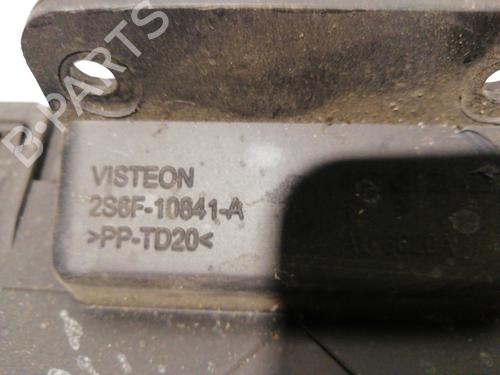 VISTEON
2S6F-10841-A
>PP-TD20<
B-PARTS